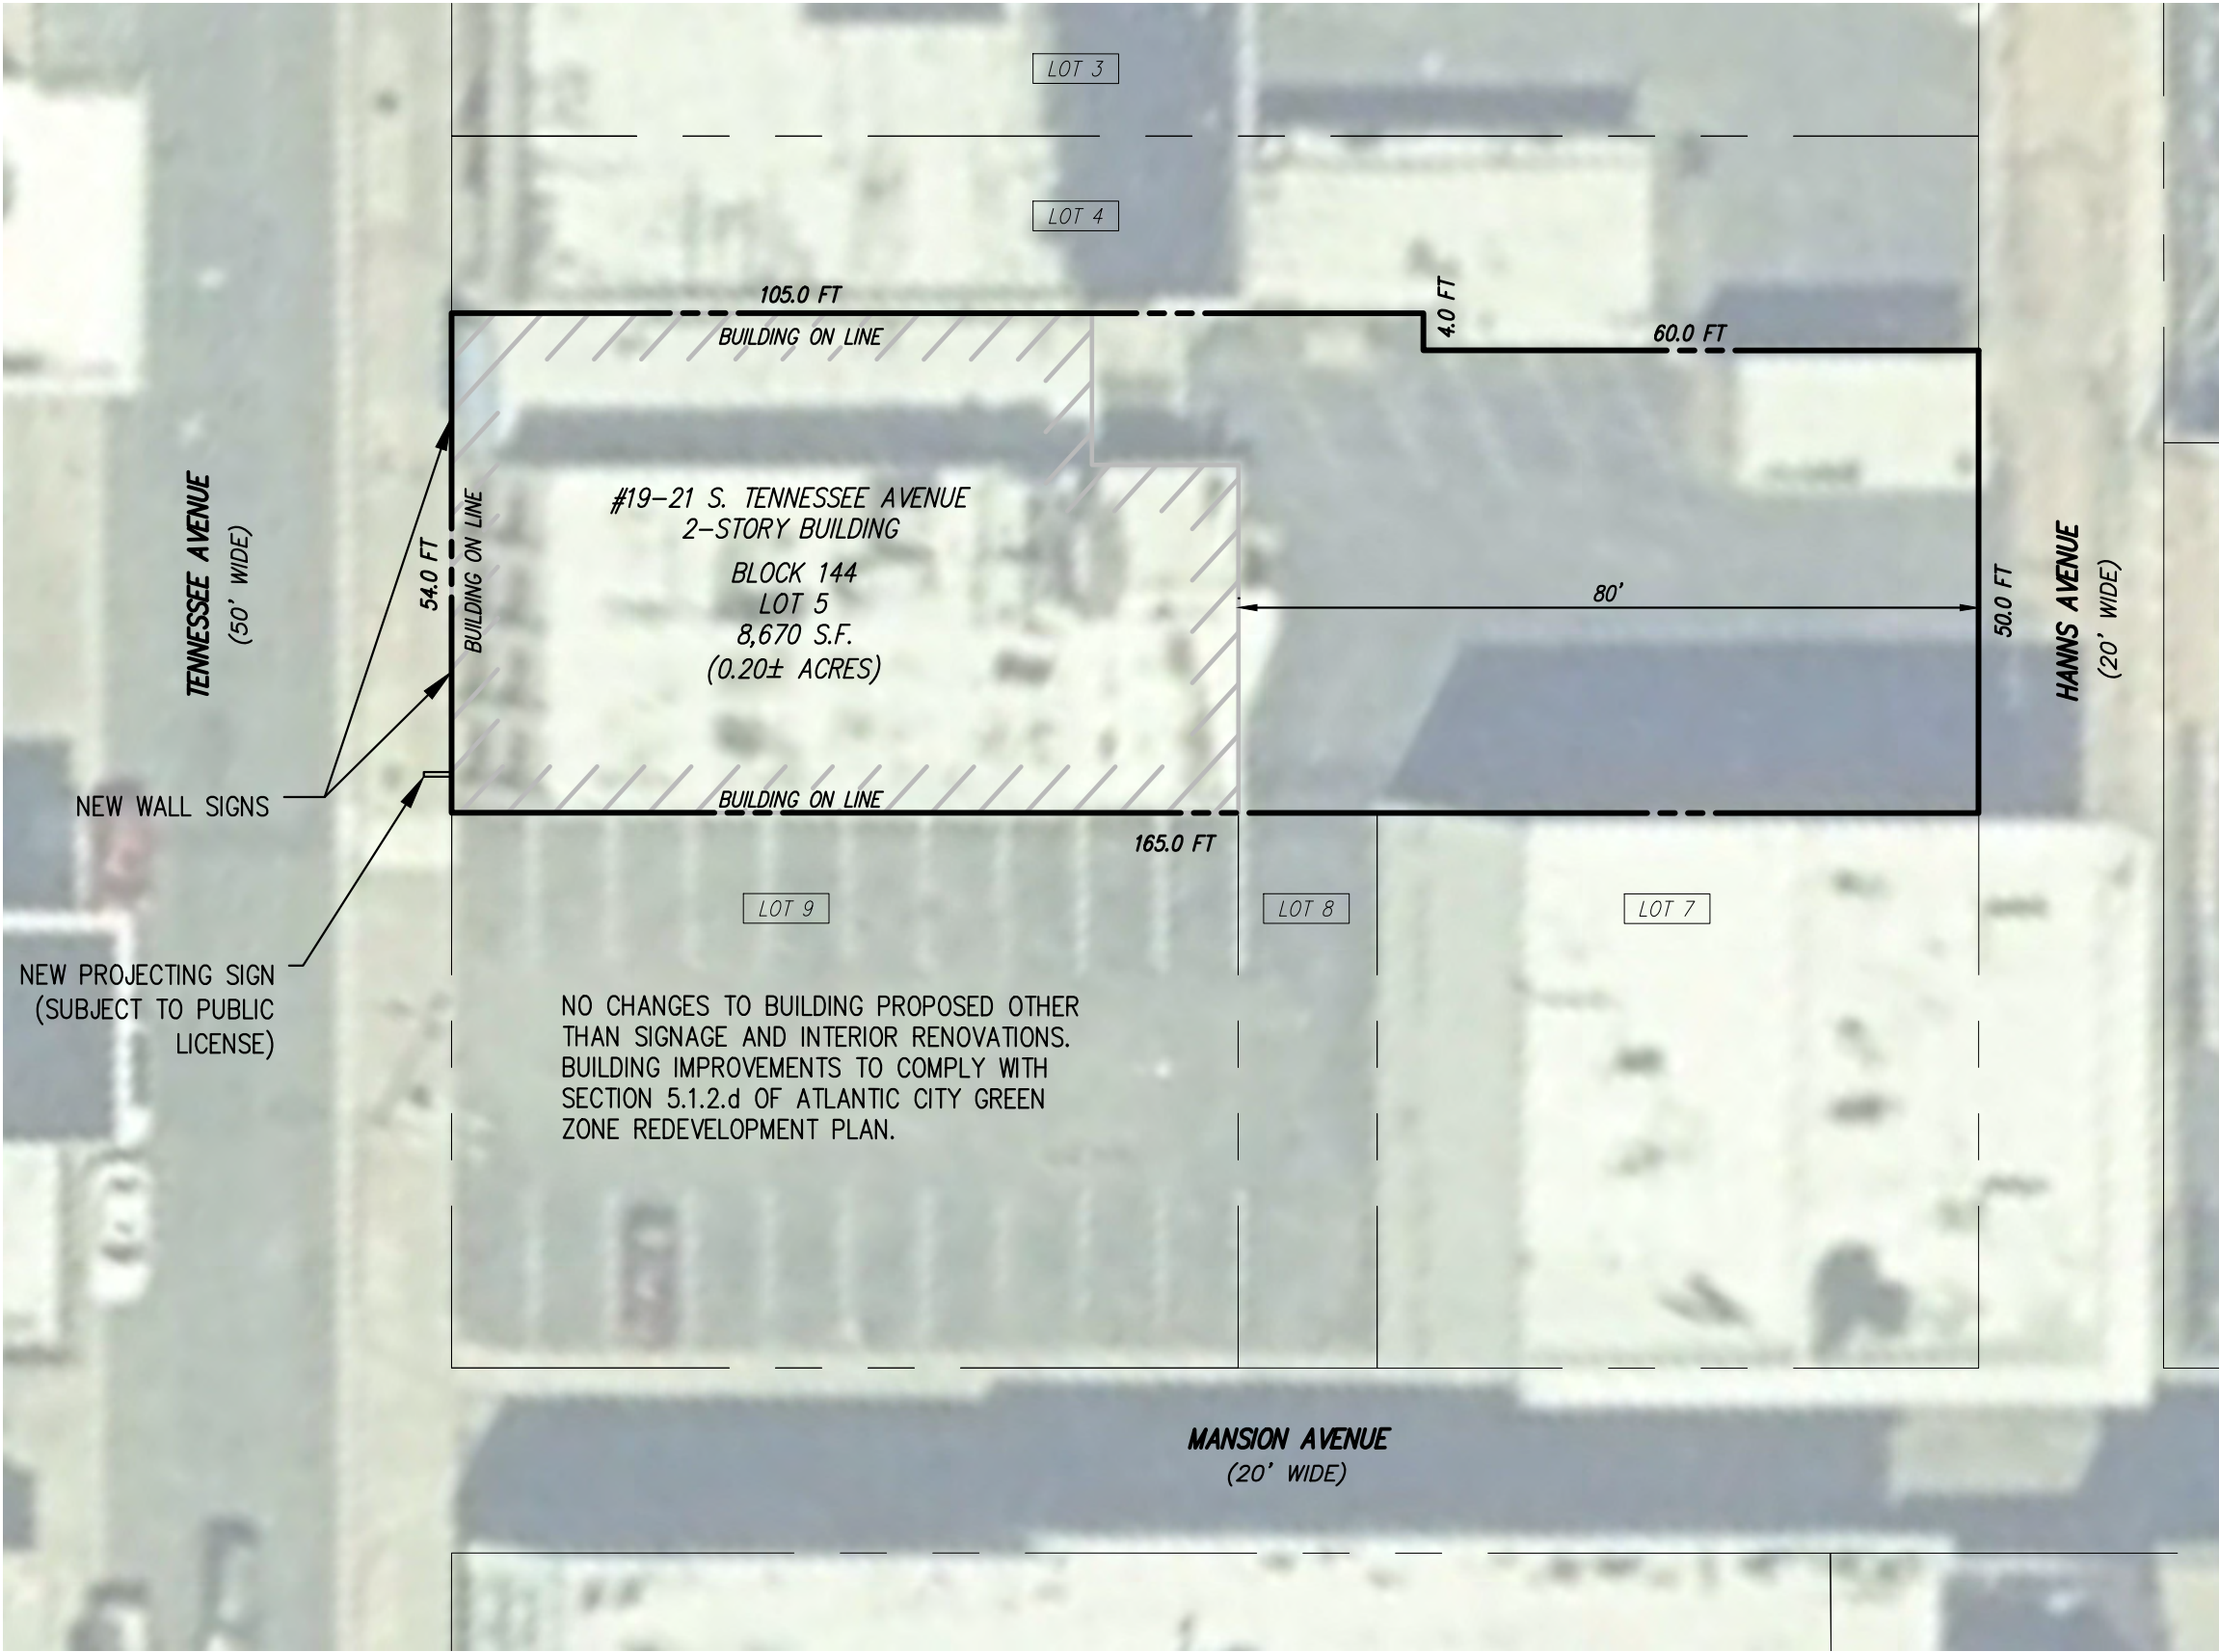 LOT 3
LOT 4
105.0 FT
BUILDING ON LINE
4.0 FT
60.0 FT
TENNESSEE AVENUE
(50' WIDE)
54.0 FT
BUILDING ON LINE
#19-21 S. TENNESSEE AVENUE
2-STORY BUILDING
BLOCK 144
LOT 5
8,670 S.F.
(0.20± ACRES)
80'
50.0 FT
HANNS AVENUE
(20' WIDE)
NEW WALL SIGNS
BUILDING ON LINE
165.0 FT
LOT 9
LOT 8
LOT 7
NEW PROJECTING SIGN
(SUBJECT TO PUBLIC
LICENSE)
NO CHANGES TO BUILDING PROPOSED OTHER
THAN SIGNAGE AND INTERIOR RENOVATIONS.
BUILDING IMPROVEMENTS TO COMPLY WITH
SECTION 5.1.2.d OF ATLANTIC CITY GREEN
ZONE REDEVELOPMENT PLAN.
MANSION AVENUE
(20' WIDE)